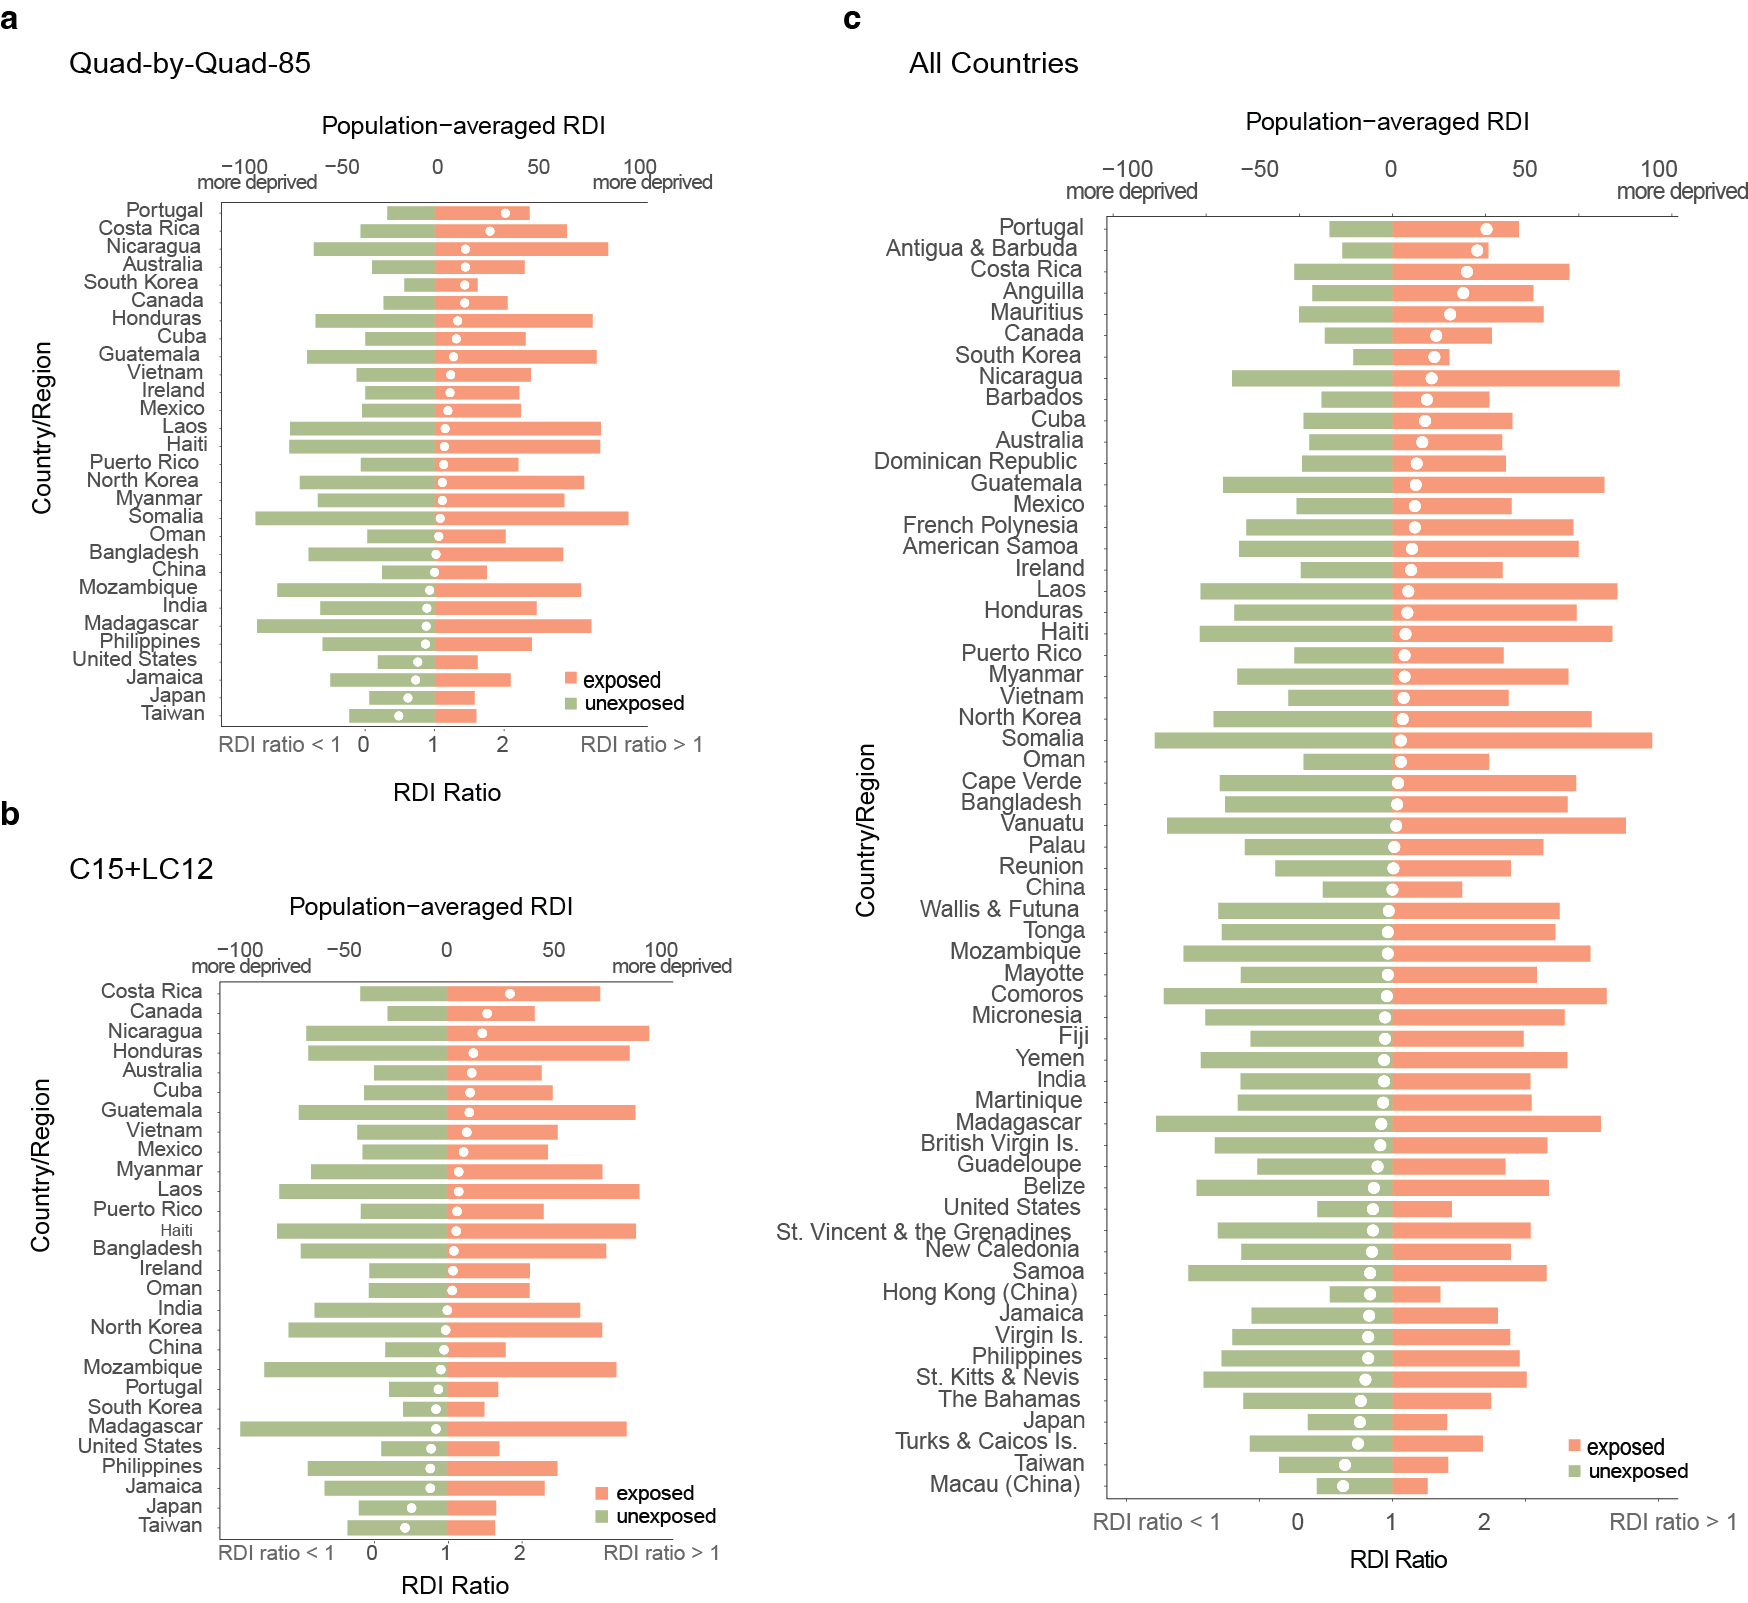 a
Quad-by-Quad-85
Population−averaged RDI
−100 −50 0 50 100
more deprived more deprived
Portugal
Costa Rica
Nicaragua
Australia
South Korea
Canada
Honduras
Cuba
Guatemala
Vietnam
Ireland
Mexico
Laos
Haiti
Puerto Rico
North Korea
Myanmar
Somalia
Oman
Bangladesh
China
Mozambique
India
Madagascar
Philippines
United States
Jamaica
Japan
Taiwan
Country/Region
exposed
unexposed
RDI ratio < 1 0 1 2 RDI ratio > 1
RDI Ratio
b
C15+LC12
Population−averaged RDI
−100 −50 0 50 100
more deprived more deprived
Costa Rica
Canada
Nicaragua
Honduras
Australia
Cuba
Guatemala
Vietnam
Mexico
Myanmar
Laos
Puerto Rico
Haiti
Bangladesh
Ireland
Oman
India
North Korea
China
Mozambique
Portugal
South Korea
Madagascar
United States
Philippines
Jamaica
Japan
Taiwan
Country/Region
exposed
unexposed
RDI ratio < 1 0 1 2 RDI ratio > 1
RDI Ratio
c
All Countries
Population−averaged RDI
−100 −50 0 50 100
more deprived more deprived
Portugal
Antigua & Barbuda
Costa Rica
Anguilla
Mauritius
Canada
South Korea
Nicaragua
Barbados
Cuba
Australia
Dominican Republic
Guatemala
Mexico
French Polynesia
American Samoa
Ireland
Laos
Honduras
Haiti
Puerto Rico
Myanmar
Vietnam
North Korea
Somalia
Oman
Cape Verde
Bangladesh
Vanuatu
Palau
Reunion
China
Wallis & Futuna
Tonga
Mozambique
Mayotte
Comoros
Micronesia
Fiji
Yemen
India
Martinique
Madagascar
British Virgin Is.
Guadeloupe
Belize
United States
St. Vincent & the Grenadines
New Caledonia
Samoa
Hong Kong (China)
Jamaica
Virgin Is.
Philippines
St. Kitts & Nevis
The Bahamas
Japan
Turks & Caicos Is.
Taiwan
Macau (China)
Country/Region
exposed
unexposed
RDI ratio < 1 0 1 2 RDI ratio > 1
RDI Ratio